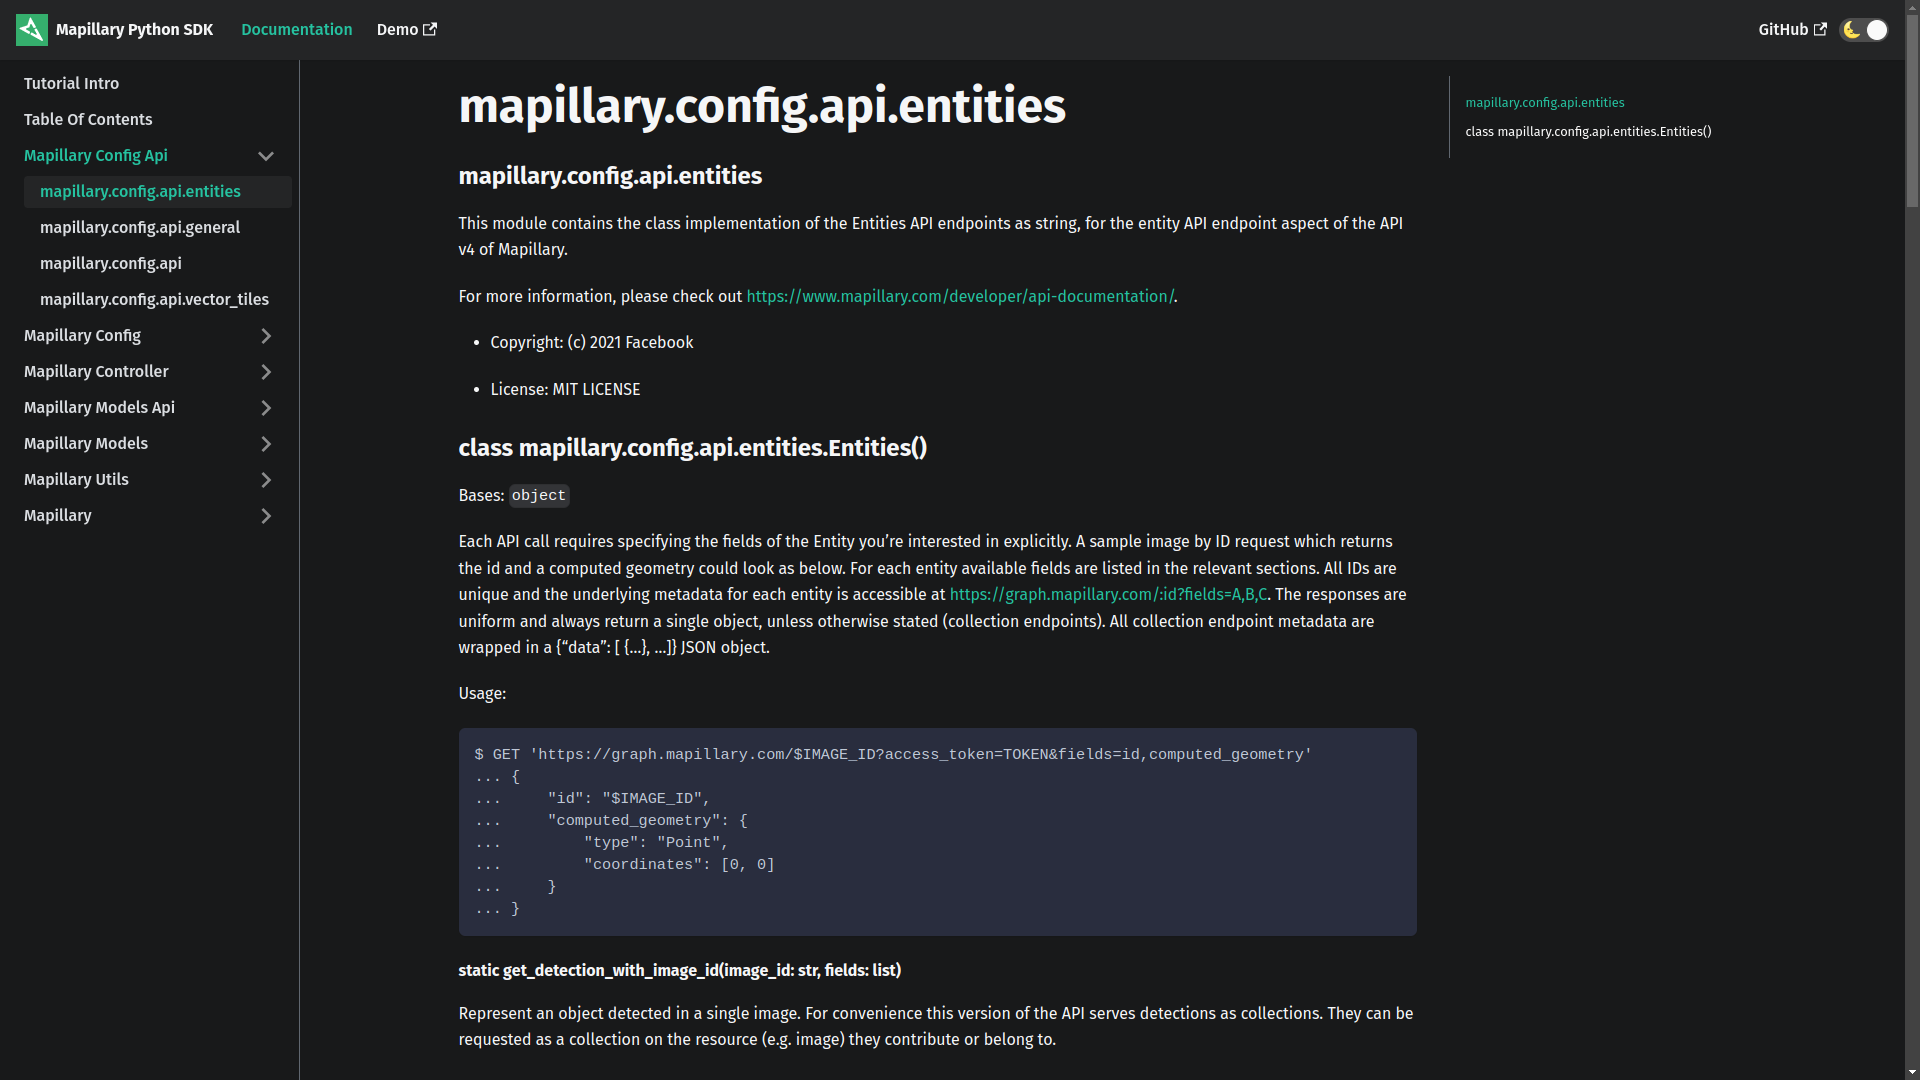 Mapillary Python SDK Documentation Demo GitHub
Tutorial Intro
Table Of Contents
Mapillary Config Api
mapillary.config.api.entities
mapillary.config.api.general
mapillary.config.api
mapillary.config.api.vector_tiles
Mapillary Config
Mapillary Controller
Mapillary Models Api
Mapillary Models
Mapillary Utils
Mapillary
mapillary.config.api.entities
mapillary.config.api.entities
This module contains the class implementation of the Entities API endpoints as string, for the entity API endpoint aspect of the API
v4 of Mapillary.
For more information, please check out https://www.mapillary.com/developer/api-documentation/.
• Copyright: (c) 2021 Facebook
• License: MIT LICENSE
class mapillary.config.api.entities.Entities()
Bases: object
Each API call requires specifying the fields of the Entity you’re interested in explicitly. A sample image by ID request which returns
the id and a computed geometry could look as below. For each entity available fields are listed in the relevant sections. All IDs are
unique and the underlying metadata for each entity is accessible at https://graph.mapillary.com/:id?fields=A,B,C. The responses are
uniform and always return a single object, unless otherwise stated (collection endpoints). All collection endpoint metadata are
wrapped in a {“data”: [ {…}, …]} JSON object.
Usage:
$ GET 'https://graph.mapillary.com/$IMAGE_ID?access_token=TOKEN&fields=id,computed_geometry'
... {
...     "id": "$IMAGE_ID",
...     "computed_geometry": {
...         "type": "Point",
...         "coordinates": [0, 0]
...     }
... }
static get_detection_with_image_id(image_id: str, fields: list)
Represent an object detected in a single image. For convenience this version of the API serves detections as collections. They can be
requested as a collection on the resource (e.g. image) they contribute or belong to.
mapillary.config.api.entities
class mapillary.config.api.entities.Entities()